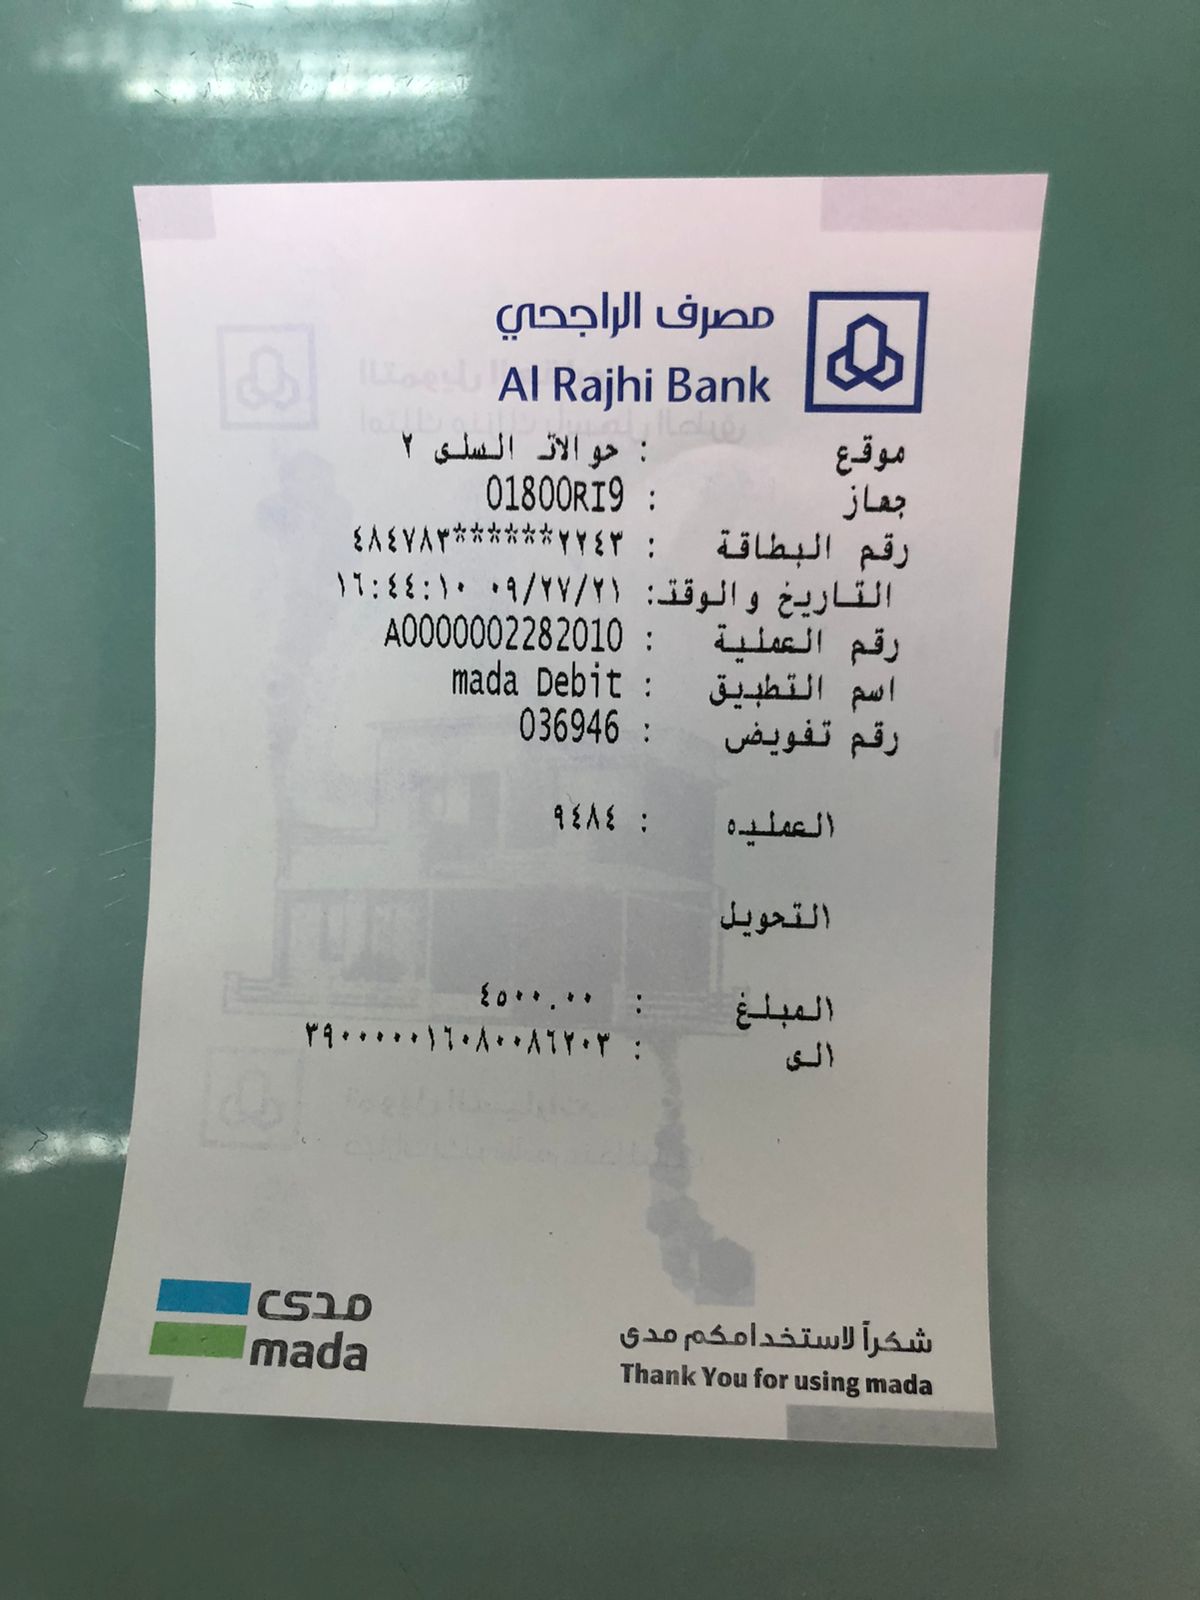 مصرف الراجحي
Al Rajhi Bank
موقع : حوالات السلى ٢
جهاز : 01800RI9
رقم البطاقة : ٤٨٤٧٨٣******٢٢٤٣
التاريخ والوقت: ٠٩/٢٧/٢١ ١٦:٤٤:١٠
رقم العملية : A0000002282010
اسم التطبيق : mada Debit
رقم تفويض : 036946
العمليه : ٩٤٨٤
التحويل
المبلغ : ٤٥٠٠.٠٠
الى : ٣٩٠٠٠٠٠١٦٠٨٠٠٨٦٢٠٣
مدى
mada
شكراً لاستخدامكم مدى
Thank You for using mada